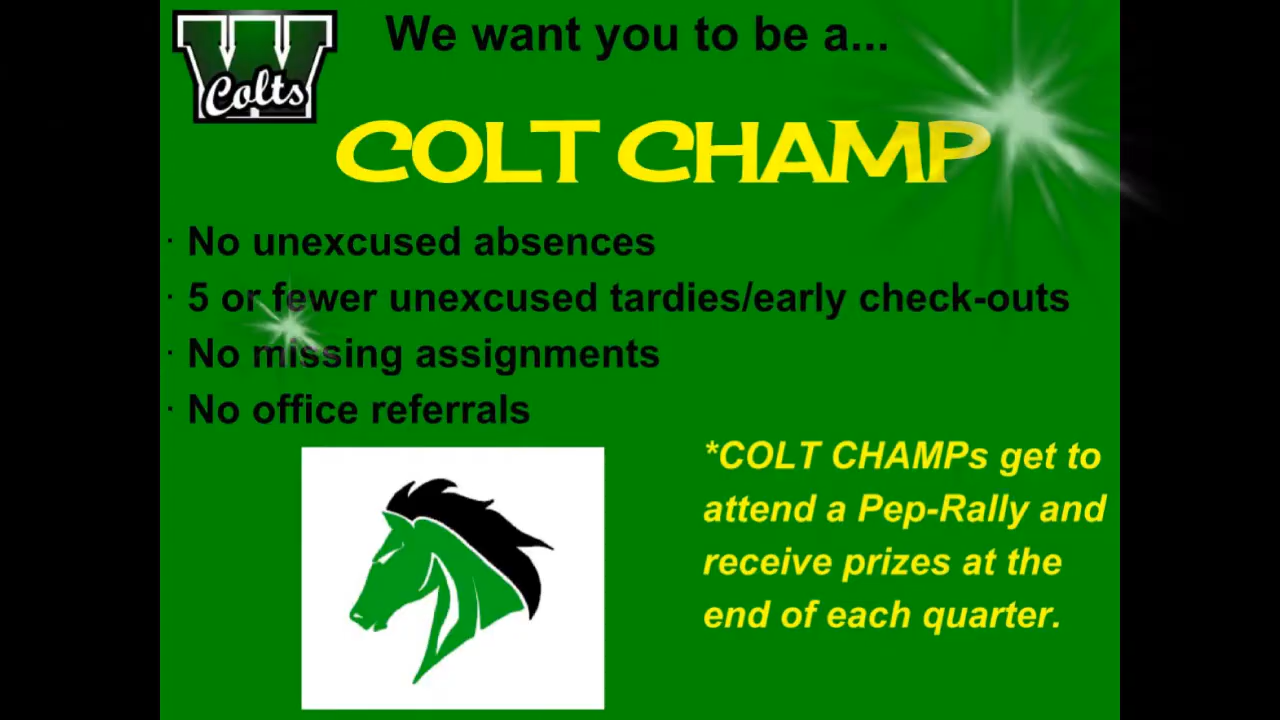 W
Colts
We want you to be a...
COLT CHAMP
· No unexcused absences
· 5 or fewer unexcused tardies/early check-outs
· No missing assignments
· No office referrals
*COLT CHAMPs get to
attend a Pep-Rally and
receive prizes at the
end of each quarter.